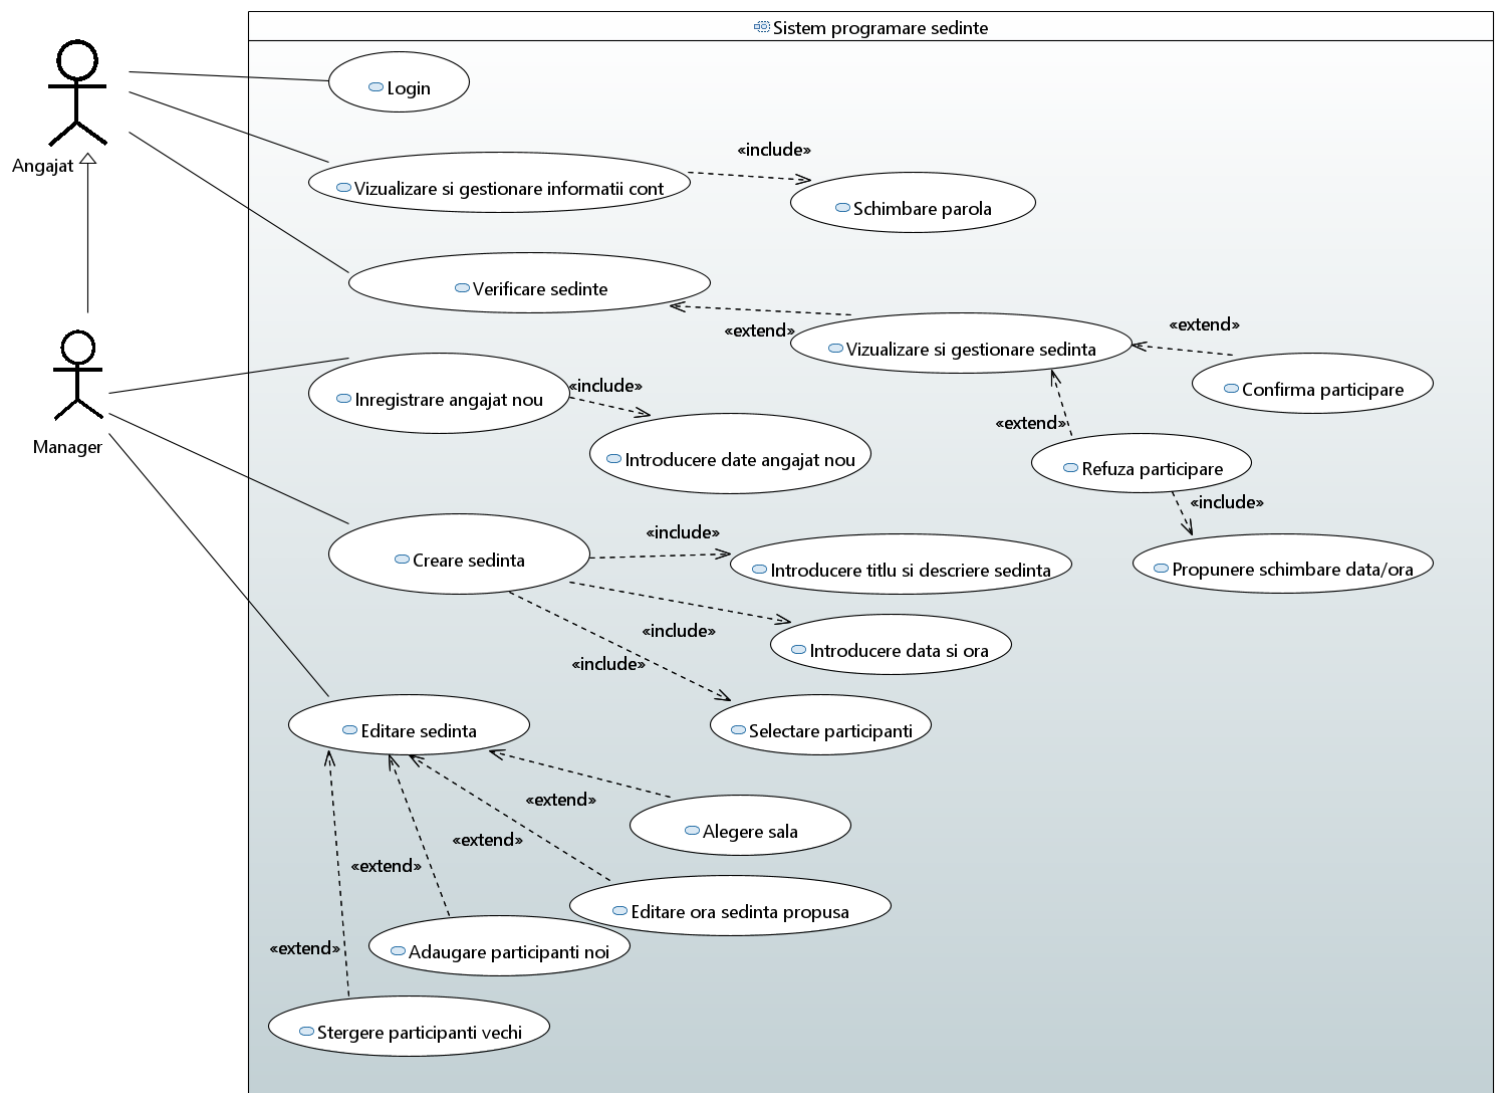 Sistem programare sedinte
Login
Angajat
Vizualizare si gestionare informatii cont
«include»
Schimbare parola
Verificare sedinte
«extend»
Vizualizare si gestionare sedinta
«extend»
Confirma participare
Manager
Inregistrare angajat nou
«include»
Introducere date angajat nou
«extend»
Refuza participare
«include»
Propunere schimbare data/ora
Creare sedinta
«include»
Introducere titlu si descriere sedinta
«include»
Introducere data si ora
«include»
Selectare participanti
Editare sedinta
«extend»
Alegere sala
«extend»
Editare ora sedinta propusa
«extend»
Adaugare participanti noi
«extend»
Stergere participanti vechi